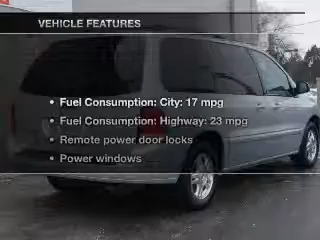 VEHICLE FEATURES
• Fuel Consumption: City: 17 mpg
• Fuel Consumption: Highway: 23 mpg
• Remote power door locks
• Power windows